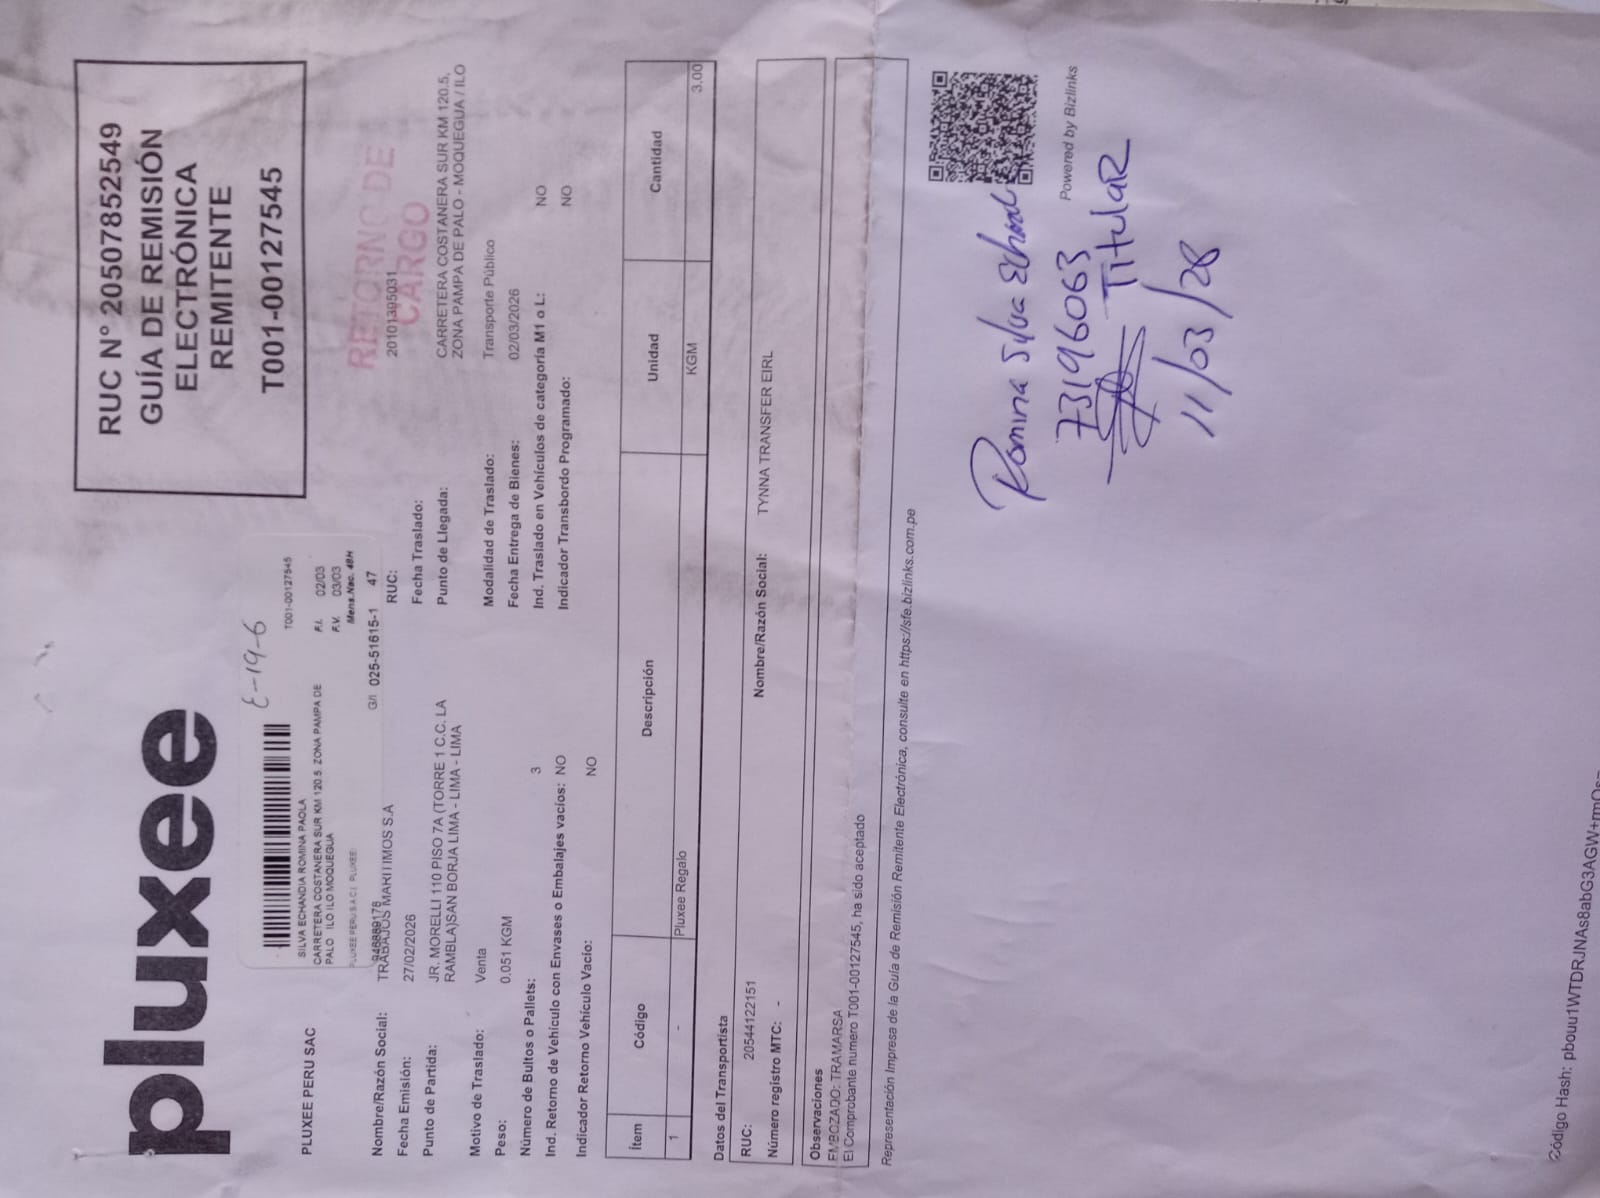 pluxee
RUC N° 20507852549
GUÍA DE REMISIÓN
ELECTRÓNICA
REMITENTE
T001-00127545
E-19-6
T001-00127545
SILVA ECHANDIA ROMINA PAOLA
CARRETERA COSTANERA SUR KM 120.5. ZONA PAMPA DE
PALO ILO ILO MOQUEGUA
F.I. 02/03
F.V. 03/03
Mens.Nac. 48H
PLUXEE PERU S.A.C I PLUXEE
G/I 025-51615-1 47
RETORNO DE
CARGO
PLUXEE PERU SAC
Nombre/Razón Social: TRABAJOS MARITIMOS S.A
RUC: 20101395031
Fecha Emisión: 27/02/2026
Fecha Traslado:
Punto de Partida: JR. MORELLI 110 PISO 7A (TORRE 1 C.C. LA
RAMBLA)SAN BORJA LIMA - LIMA - LIMA
Punto de Llegada: CARRETERA COSTANERA SUR KM 120.5,
ZONA PAMPA DE PALO - MOQUEGUA / ILO
Motivo de Traslado: Venta
Modalidad de Traslado: Transporte Público
Peso: 0.051 KGM
Fecha Entrega de Bienes: 02/03/2026
Número de Bultos o Pallets: 3
Ind. Traslado en Vehículos de categoría M1 o L: NO
Ind. Retorno de Vehículo con Envases o Embalajes vacíos: NO
Indicador Transbordo Programado: NO
Indicador Retorno Vehículo Vacío: NO
Ítem Código Descripción Unidad Cantidad
1 - Pluxee Regalo KGM 3.00
Datos del Transportista
RUC: 20544122151
Nombre/Razón Social: TYNNA TRANSFER EIRL
Número registro MTC: -
Observaciones
EMBOZADO: TRAMARSA
El Comprobante numero T001-00127545, ha sido aceptado
Representación Impresa de la Guía de Remisión Remitente Electrónica, consulte en https://sfe.bizlinks.com.pe
Powered by Bizlinks
Romina Silva
73196063
Titular
11/03/26